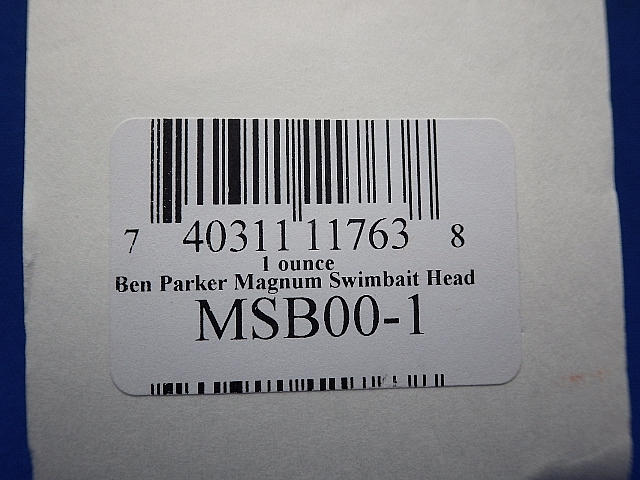 7 40311 11763 8
1 ounce
Ben Parker Magnum Swimbait Head
MSB00-1